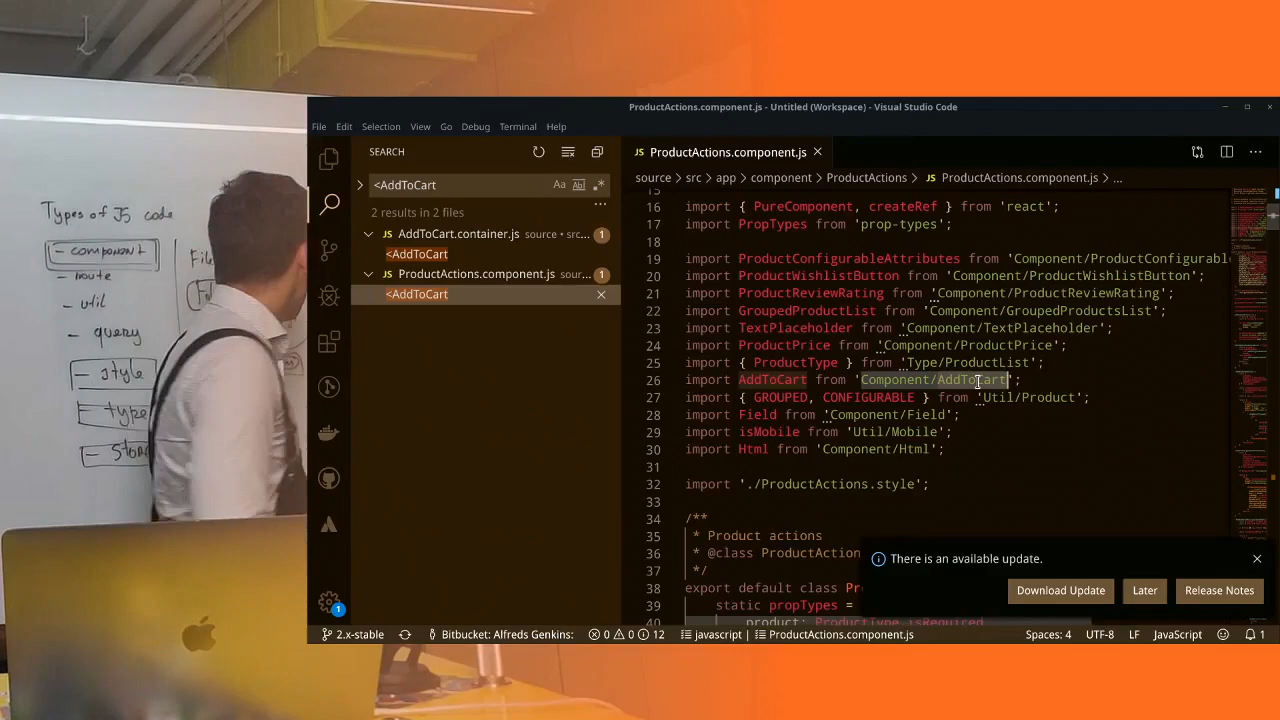 Types of JS code
- component
- route
- util
- query
- style
- type
- Store
ProductActions.component.js - Untitled (Workspace) - Visual Studio Code
File Edit Selection View Go Debug Terminal Help
SEARCH
<AddToCart
2 results in 2 files
AddToCart.container.js source • src... 1
<AddToCart
ProductActions.component.js sour... 1
<AddToCart
JS ProductActions.component.js
source > src > app > component > ProductActions > JS ProductActions.component.js > ...
15
16 import { PureComponent, createRef } from 'react';
17 import PropTypes from 'prop-types';
18
19 import ProductConfigurableAttributes from 'Component/ProductConfigurabl
20 import ProductWishlistButton from 'Component/ProductWishlistButton';
21 import ProductReviewRating from 'Component/ProductReviewRating';
22 import GroupedProductList from 'Component/GroupedProductsList';
23 import TextPlaceholder from 'Component/TextPlaceholder';
24 import ProductPrice from 'Component/ProductPrice';
25 import { ProductType } from 'Type/ProductList';
26 import AddToCart from 'Component/AddToCart';
27 import { GROUPED, CONFIGURABLE } from 'Util/Product';
28 import Field from 'Component/Field';
29 import isMobile from 'Util/Mobile';
30 import Html from 'Component/Html';
31
32 import './ProductActions.style';
33
34 /**
35 * Product actions
36 * @class ProductAction
37 */
38 export default class Pr
39 static propTypes =
40 product: ProductType.isRequired
There is an available update.
Download Update Later Release Notes
1
2.x-stable Bitbucket: Alfreds Genkins: 0 0 12 javascript | ProductActions.component.js Spaces: 4 UTF-8 LF JavaScript 1